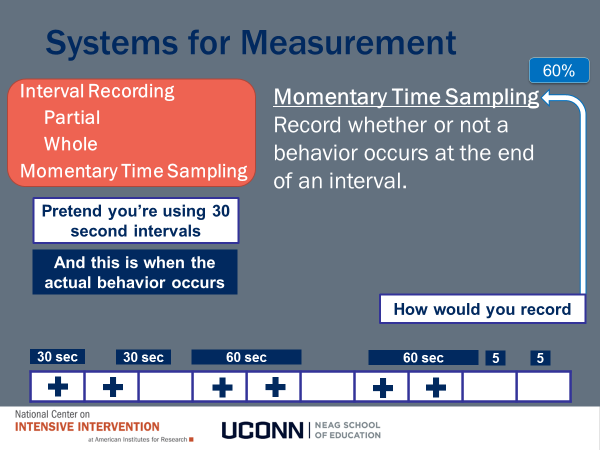 Systems for Measurement
60%
Interval Recording
Partial
Whole
Momentary Time Sampling
Momentary Time Sampling
Record whether or not a
behavior occurs at the end
of an interval.
Pretend you're using 30
second intervals
And this is when the
actual behavior occurs
How would you record
30 sec
30 sec
60 sec
60 sec
5
5
+ + + + + +
National Center on
INTENSIVE INTERVENTION
at American Institutes for Research
UCONN
NEAG SCHOOL
OF EDUCATION